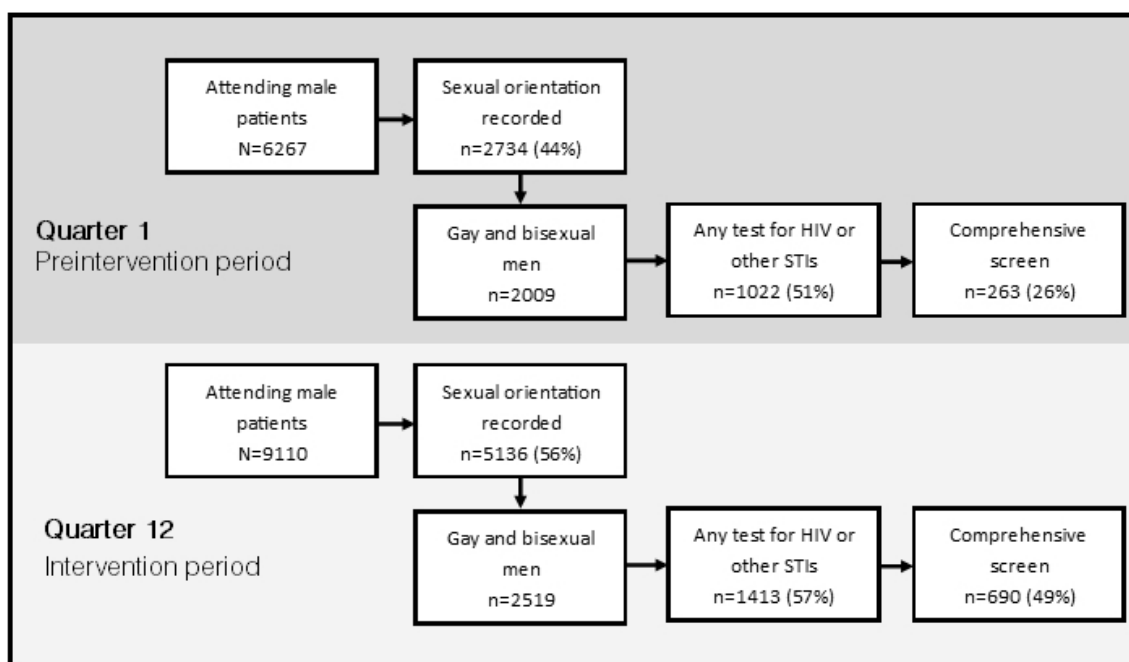 Attending male
patients
N=6267
Sexual orientation
recorded
n=2734 (44%)
Quarter 1
Preintervention period
Gay and bisexual
men
n=2009
Any test for HIV or
other STIs
n=1022 (51%)
Comprehensive
screen
n=263 (26%)
Attending male
patients
N=9110
Sexual orientation
recorded
n=5136 (56%)
Quarter 12
Intervention period
Gay and bisexual
men
n=2519
Any test for HIV or
other STIs
n=1413 (57%)
Comprehensive
screen
n=690 (49%)